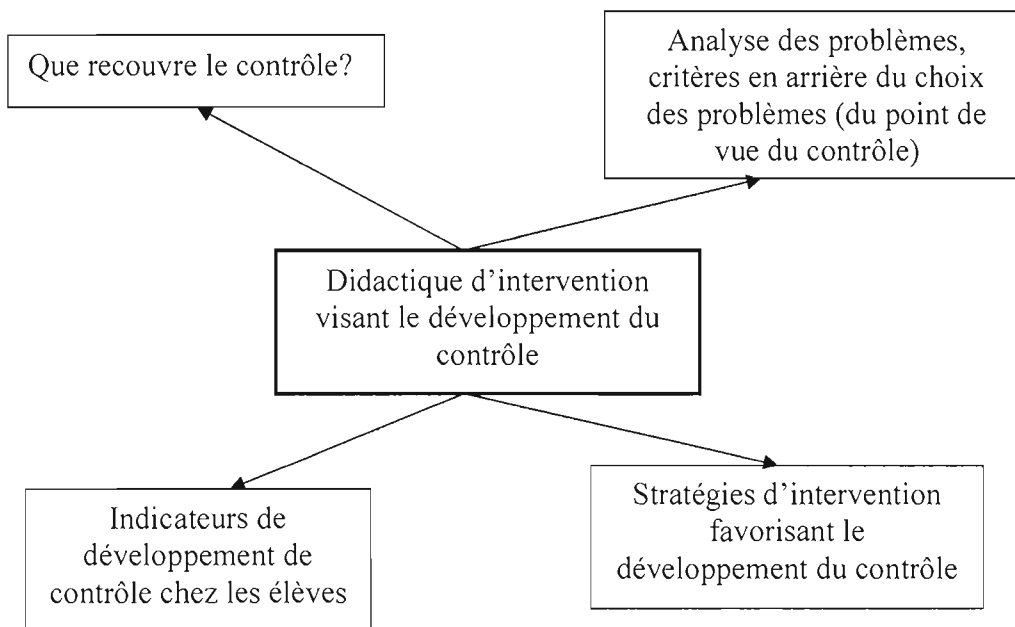 Que recouvre le contrôle?
Analyse des problèmes,
critères en arrière du choix
des problèmes (du point de
vue du contrôle)
Didactique d'intervention
visant le développement du
contrôle
Indicateurs de
développement de
contrôle chez les élèves
Stratégies d'intervention
favorisant le
développement du contrôle